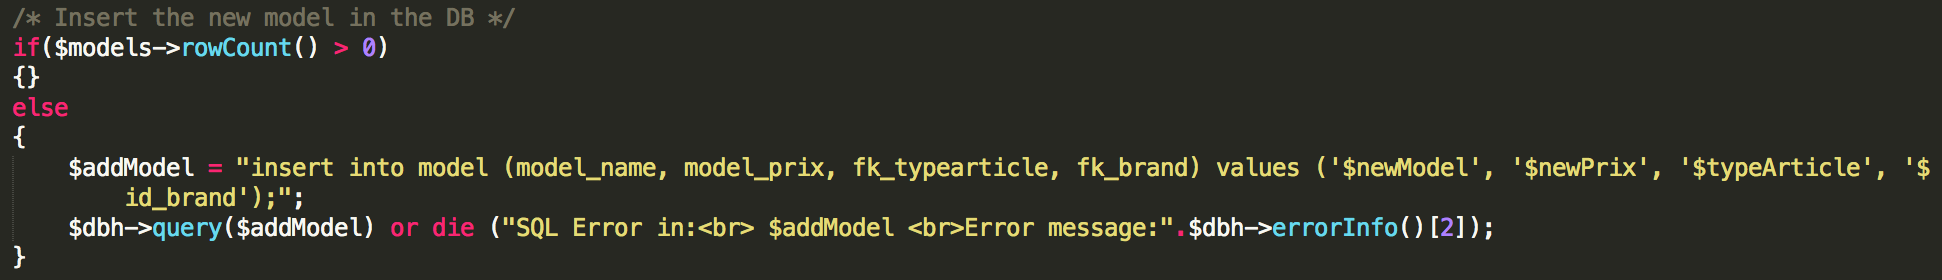 /* Insert the new model in the DB */
if($models->rowCount() > 0)
{}
else
{
$addModel = "insert into model (model_name, model_prix, fk_typearticle, fk_brand) values ('$newModel', '$newPrix', '$typeArticle', '$
id_brand');";
$dbh->query($addModel) or die ("SQL Error in:<br> $addModel <br>Error message:".$dbh->errorInfo()[2]);
}